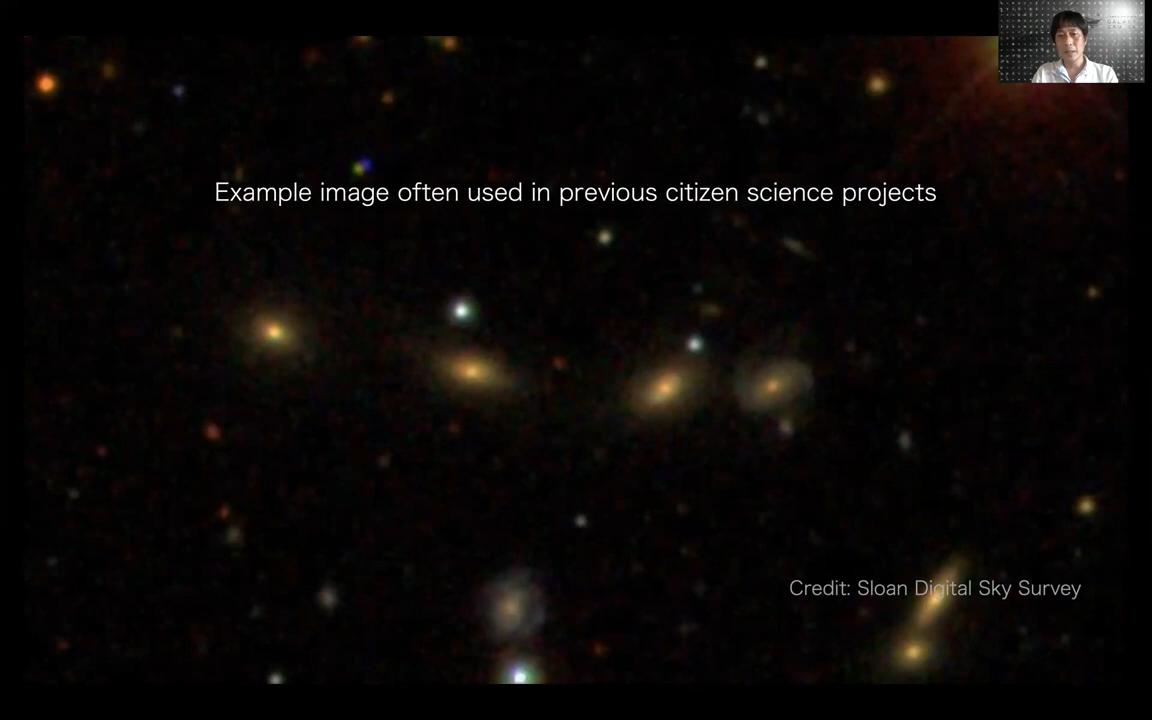 Example image often used in previous citizen science projects
Credit: Sloan Digital Sky Survey